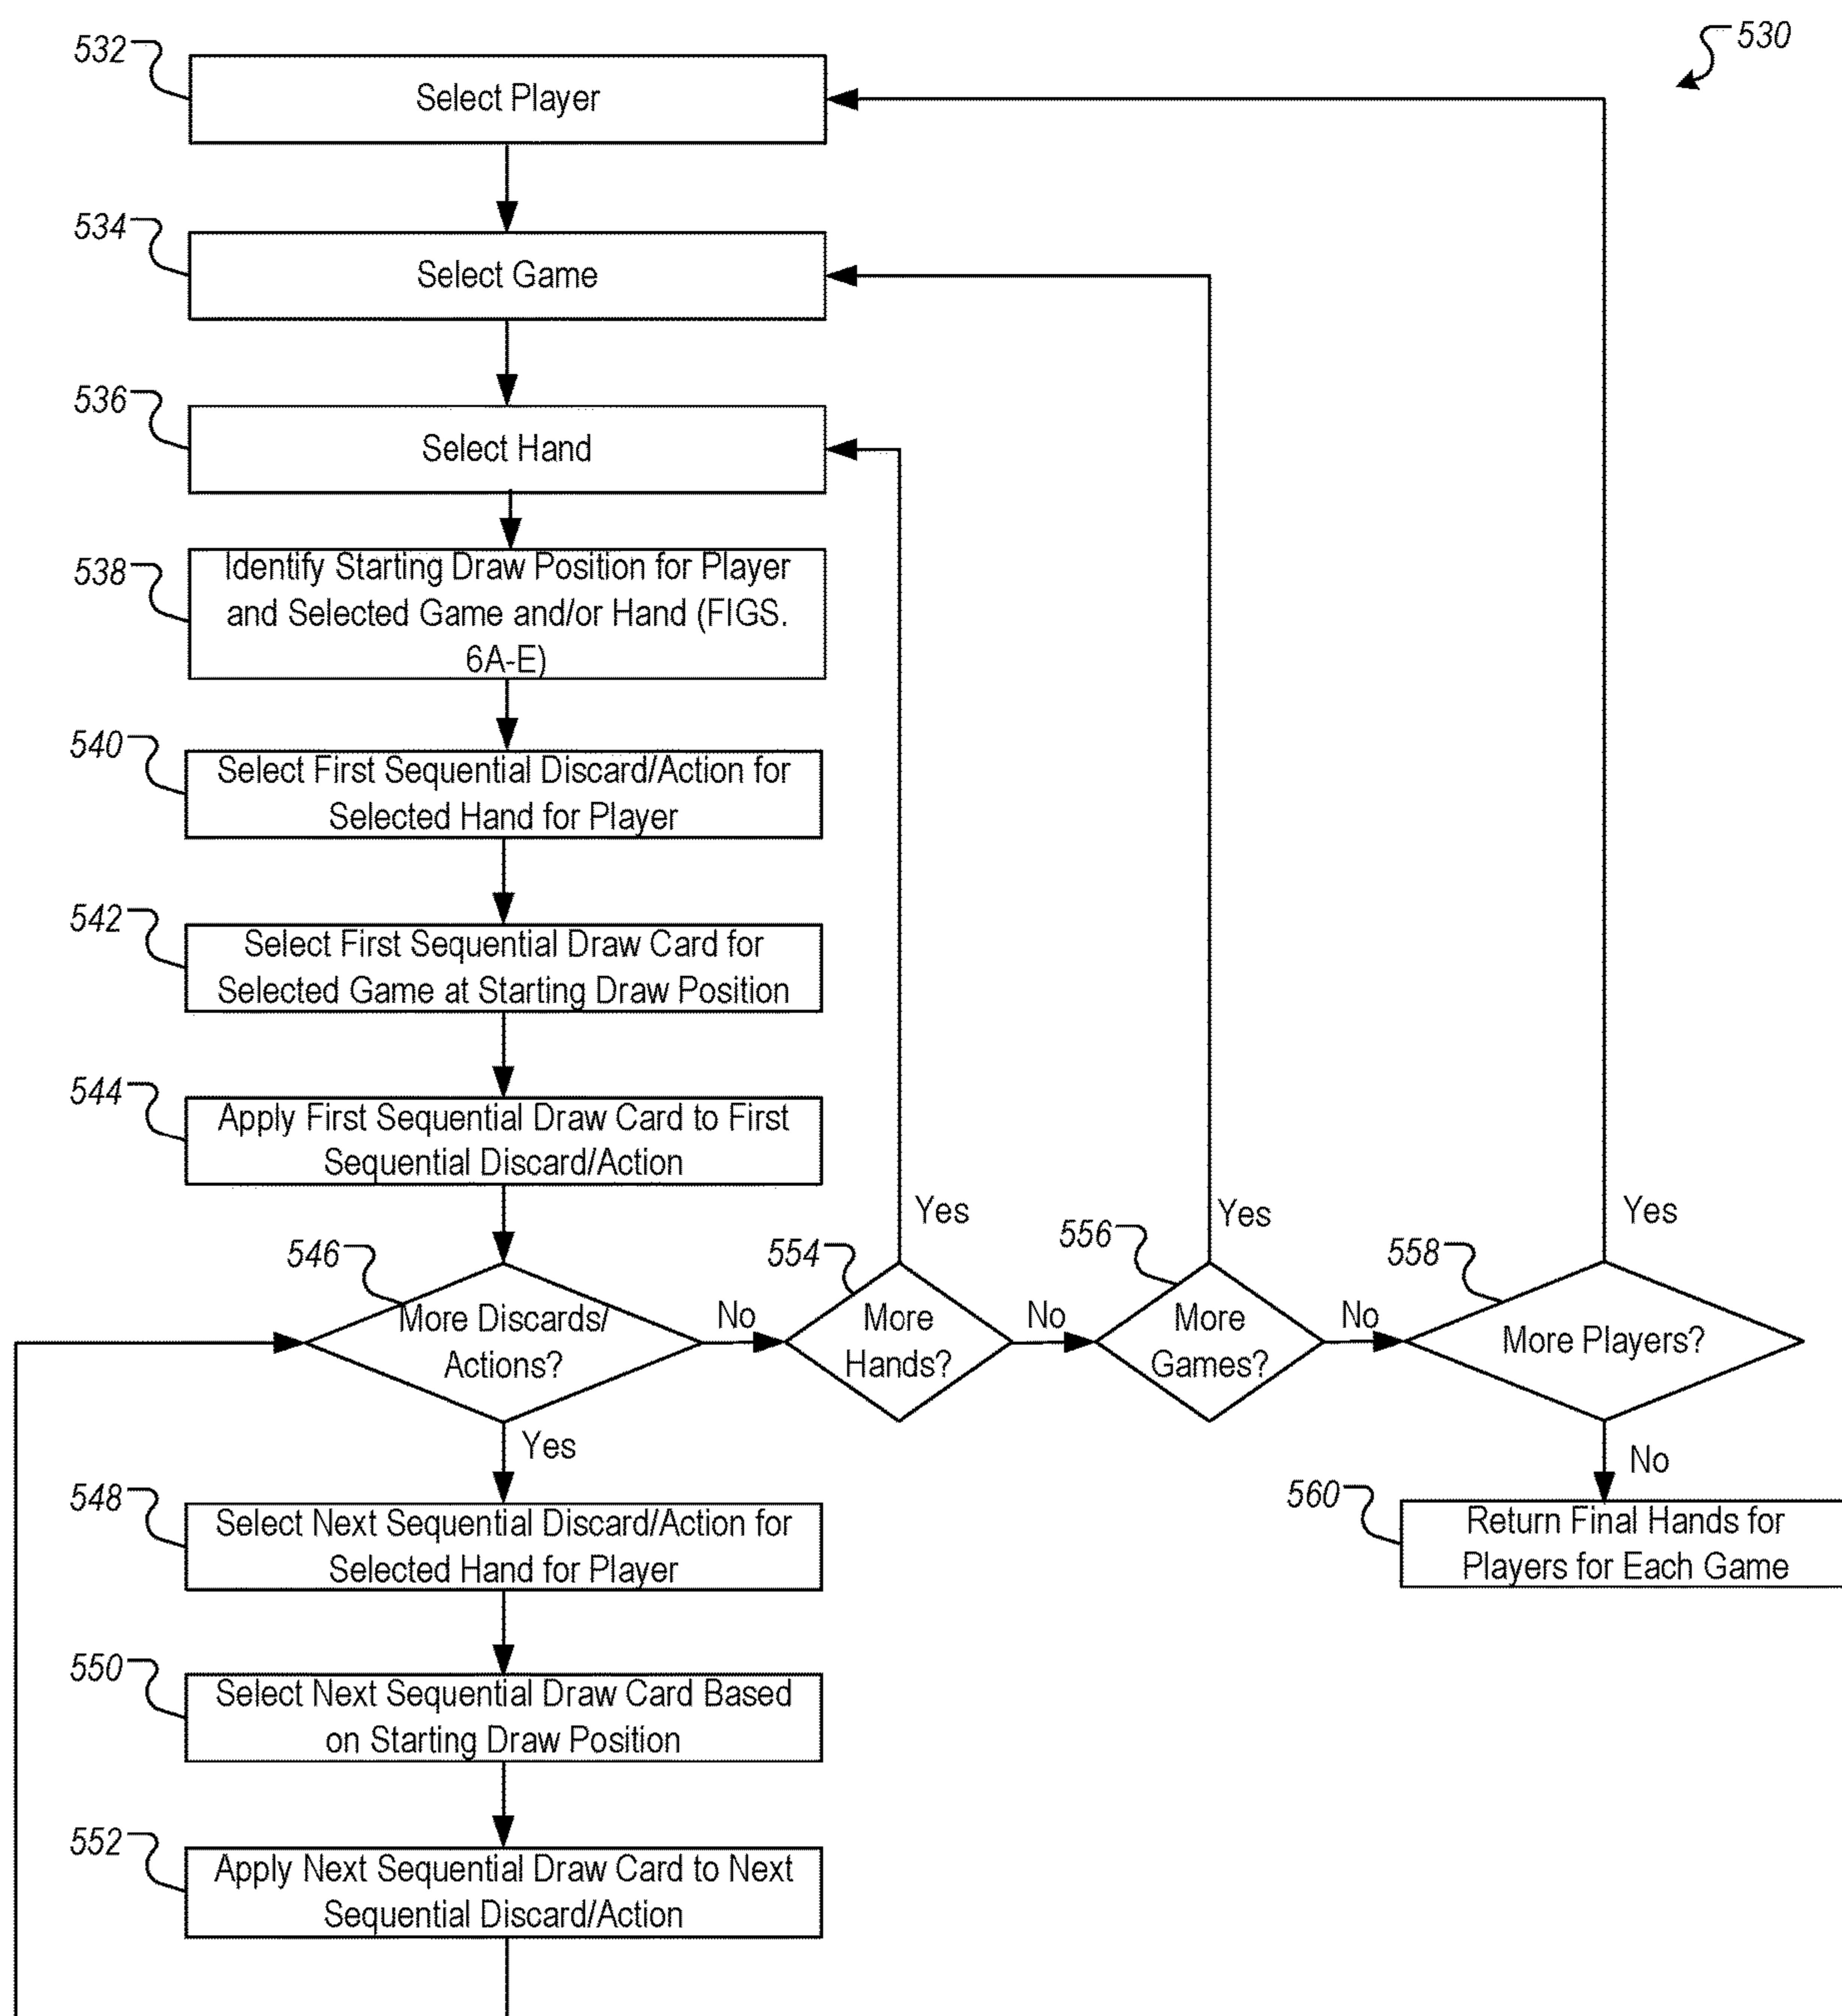 532
530
Select Player
534
Select Game
536
Select Hand
538
Identify Starting Draw Position for Player
and Selected Game and/or Hand (FIGS.
6A-E)
540
Select First Sequential Discard/Action for
Selected Hand for Player
542
Select First Sequential Draw Card for
Selected Game at Starting Draw Position
544
Apply First Sequential Draw Card to First
Sequential Discard/Action
546
More Discards/
Actions?
No
554
Yes
More
Hands?
No
556
Yes
More
Games?
No
558
Yes
More Players?
No
560
Return Final Hands for
Players for Each Game
Yes
548
Select Next Sequential Discard/Action for
Selected Hand for Player
550
Select Next Sequential Draw Card Based
on Starting Draw Position
552
Apply Next Sequential Draw Card to Next
Sequential Discard/Action